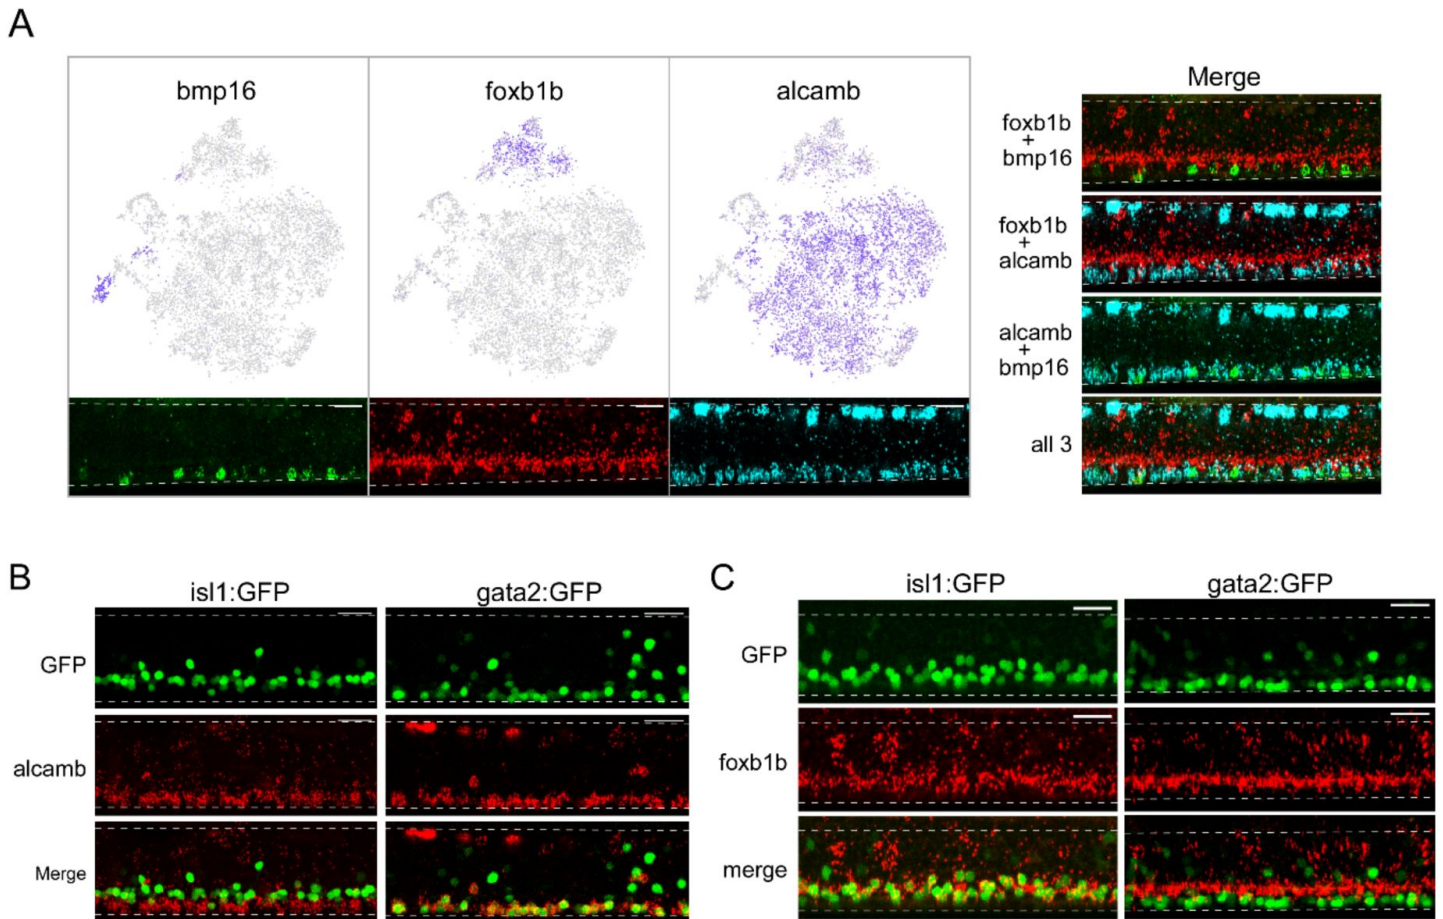 A
bmp16
foxb1b
alcamb
Merge
foxb1b
+
bmp16
foxb1b
+
alcamb
alcamb
+
bmp16
all 3
B
isl1:GFP
gata2:GFP
GFP
alcamb
Merge
C
isl1:GFP
gata2:GFP
GFP
foxb1b
merge